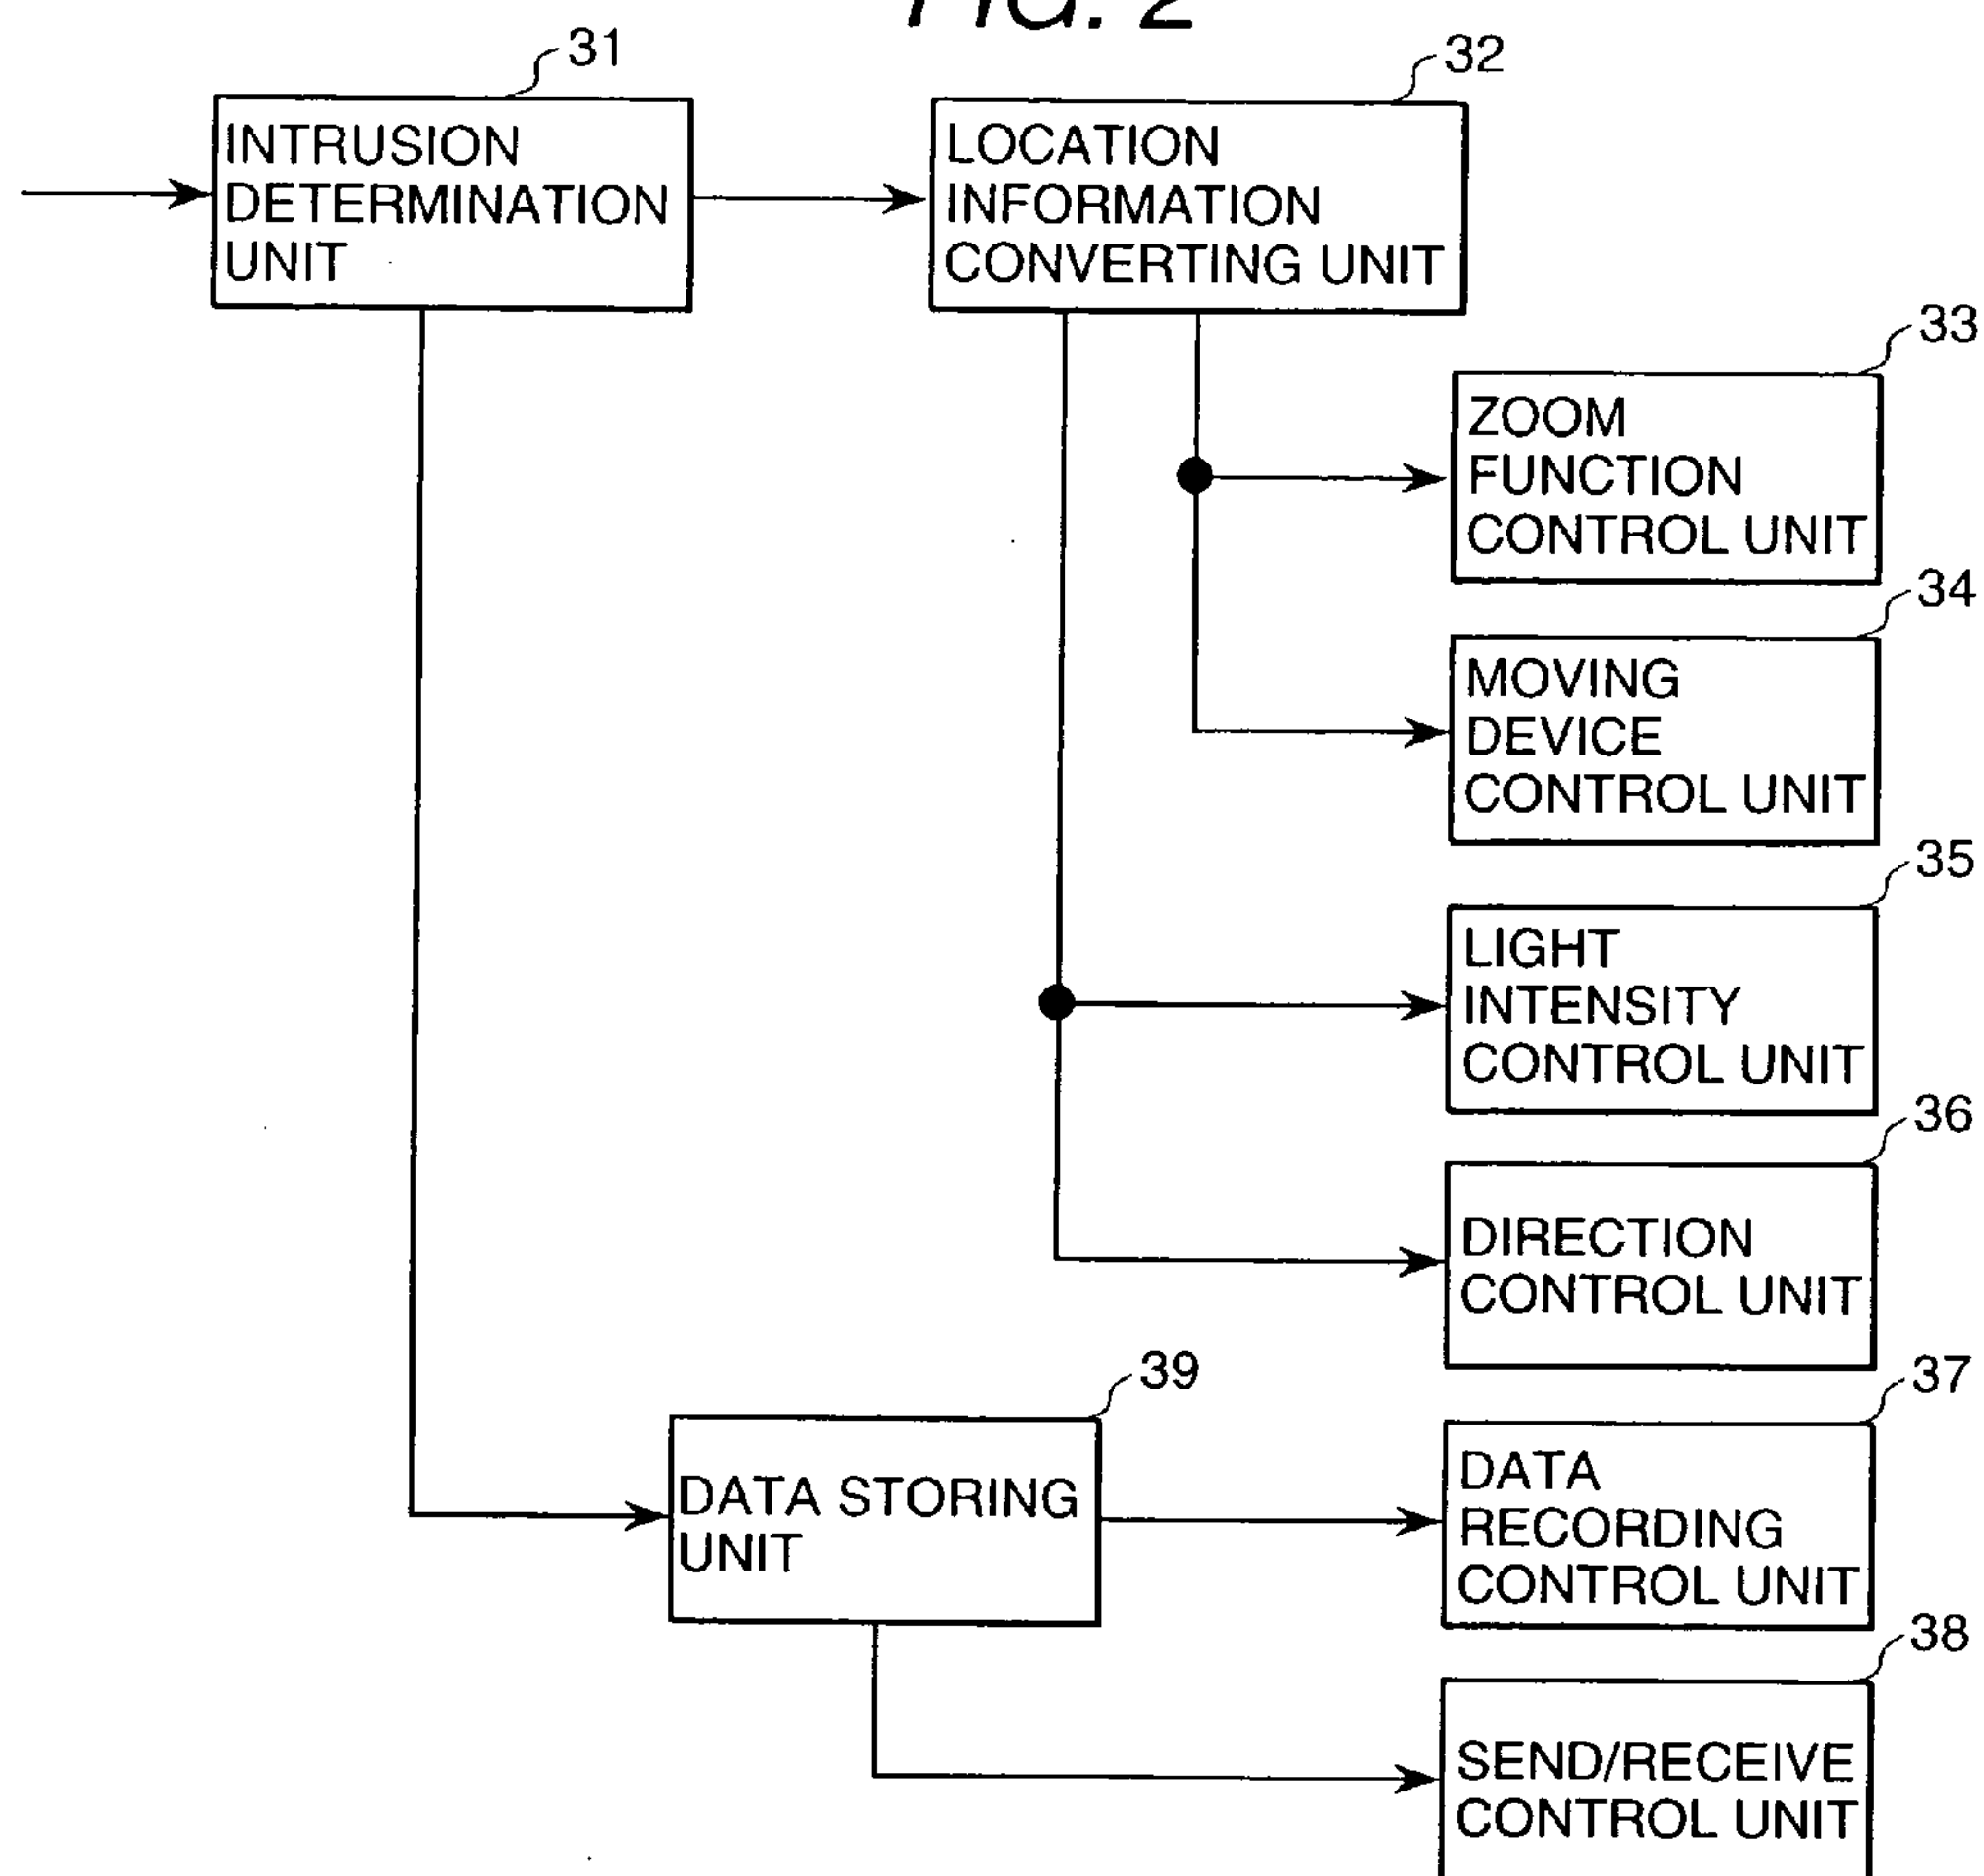 FIG. 2
31
32
INTRUSION
DETERMINATION
UNIT
LOCATION
INFORMATION
CONVERTING UNIT
33
ZOOM
FUNCTION
CONTROL UNIT
34
MOVING
DEVICE
CONTROL UNIT
35
LIGHT
INTENSITY
CONTROL UNIT
36
DIRECTION
CONTROL UNIT
39
37
DATA STORING
UNIT
DATA
RECORDING
CONTROL UNIT
38
SEND/RECEIVE
CONTROL UNIT